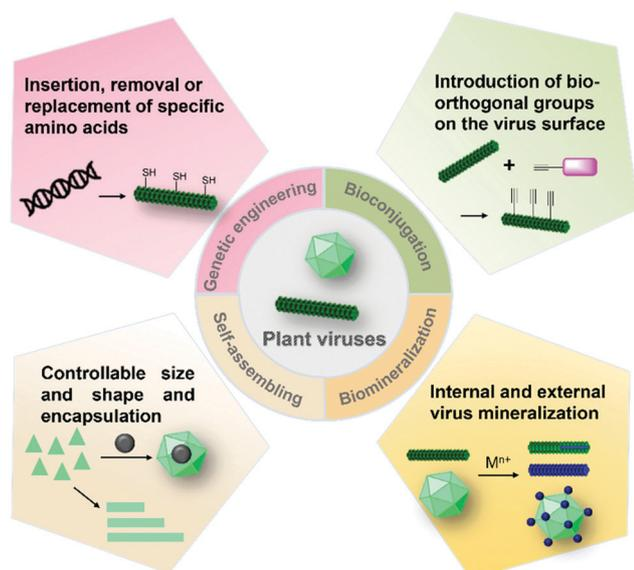 Insertion, removal or
replacement of specific
amino acids
SH
SH
SH
Introduction of bio-
orthogonal groups
on the virus surface
+
Genetic engineering
Bioconjugation
Plant viruses
Self-assembling
Biomineralization
Controllable size
and shape and
encapsulation
Internal and external
virus mineralization
Mⁿ⁺